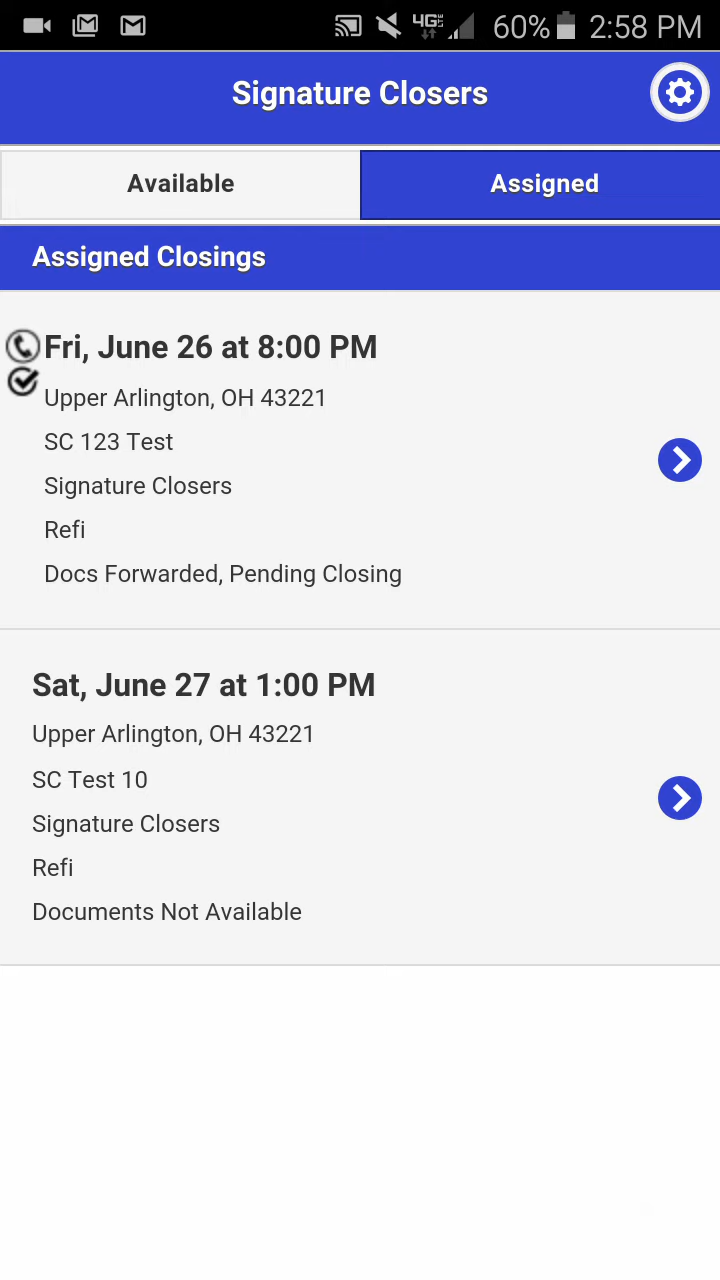 4G LTE 60% 2:58 PM
Signature Closers
Available Assigned
Assigned Closings
Fri, June 26 at 8:00 PM
Upper Arlington, OH 43221
SC 123 Test
Signature Closers
Refi
Docs Forwarded, Pending Closing
Sat, June 27 at 1:00 PM
Upper Arlington, OH 43221
SC Test 10
Signature Closers
Refi
Documents Not Available